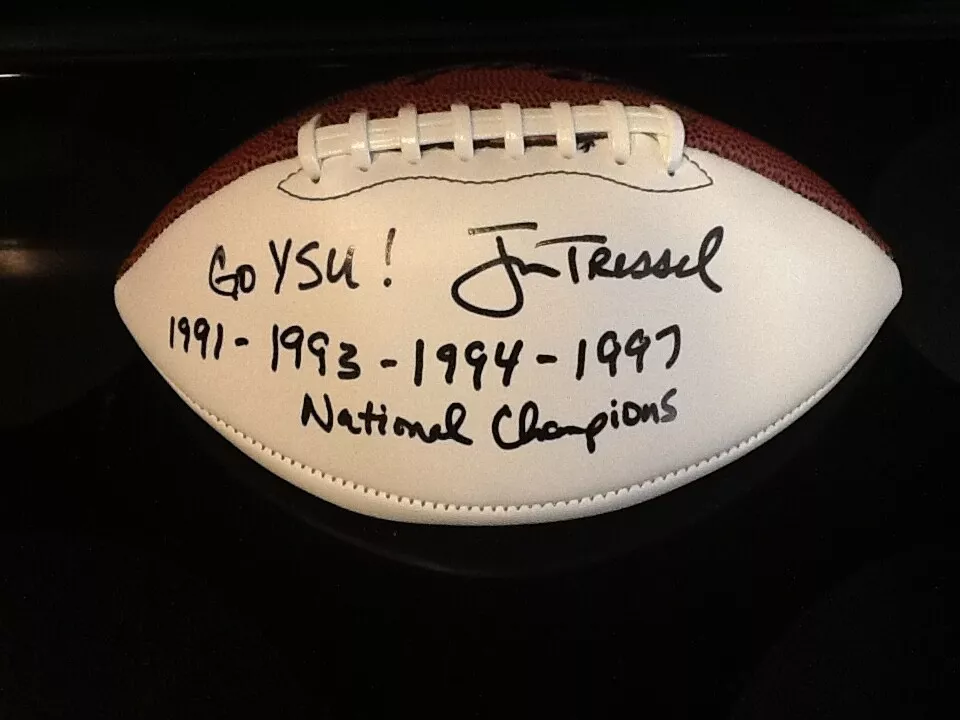 Go YSU! Jim Tressel
1991-1993-1994-1997
National Champions